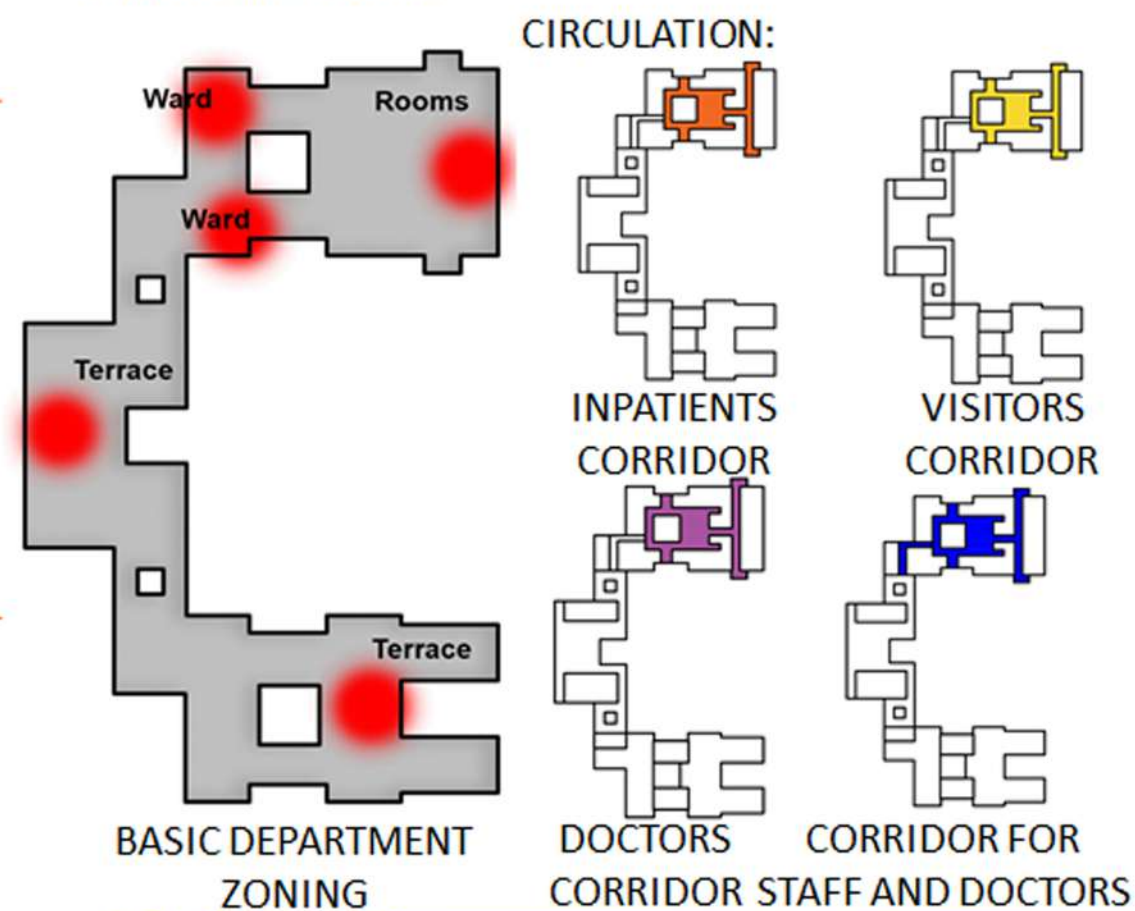 CIRCULATION:
Ward
Rooms
Ward
Terrace
Terrace
BASIC DEPARTMENT
ZONING
INPATIENTS
CORRIDOR
VISITORS
CORRIDOR
DOCTORS
CORRIDOR
CORRIDOR FOR
STAFF AND DOCTORS